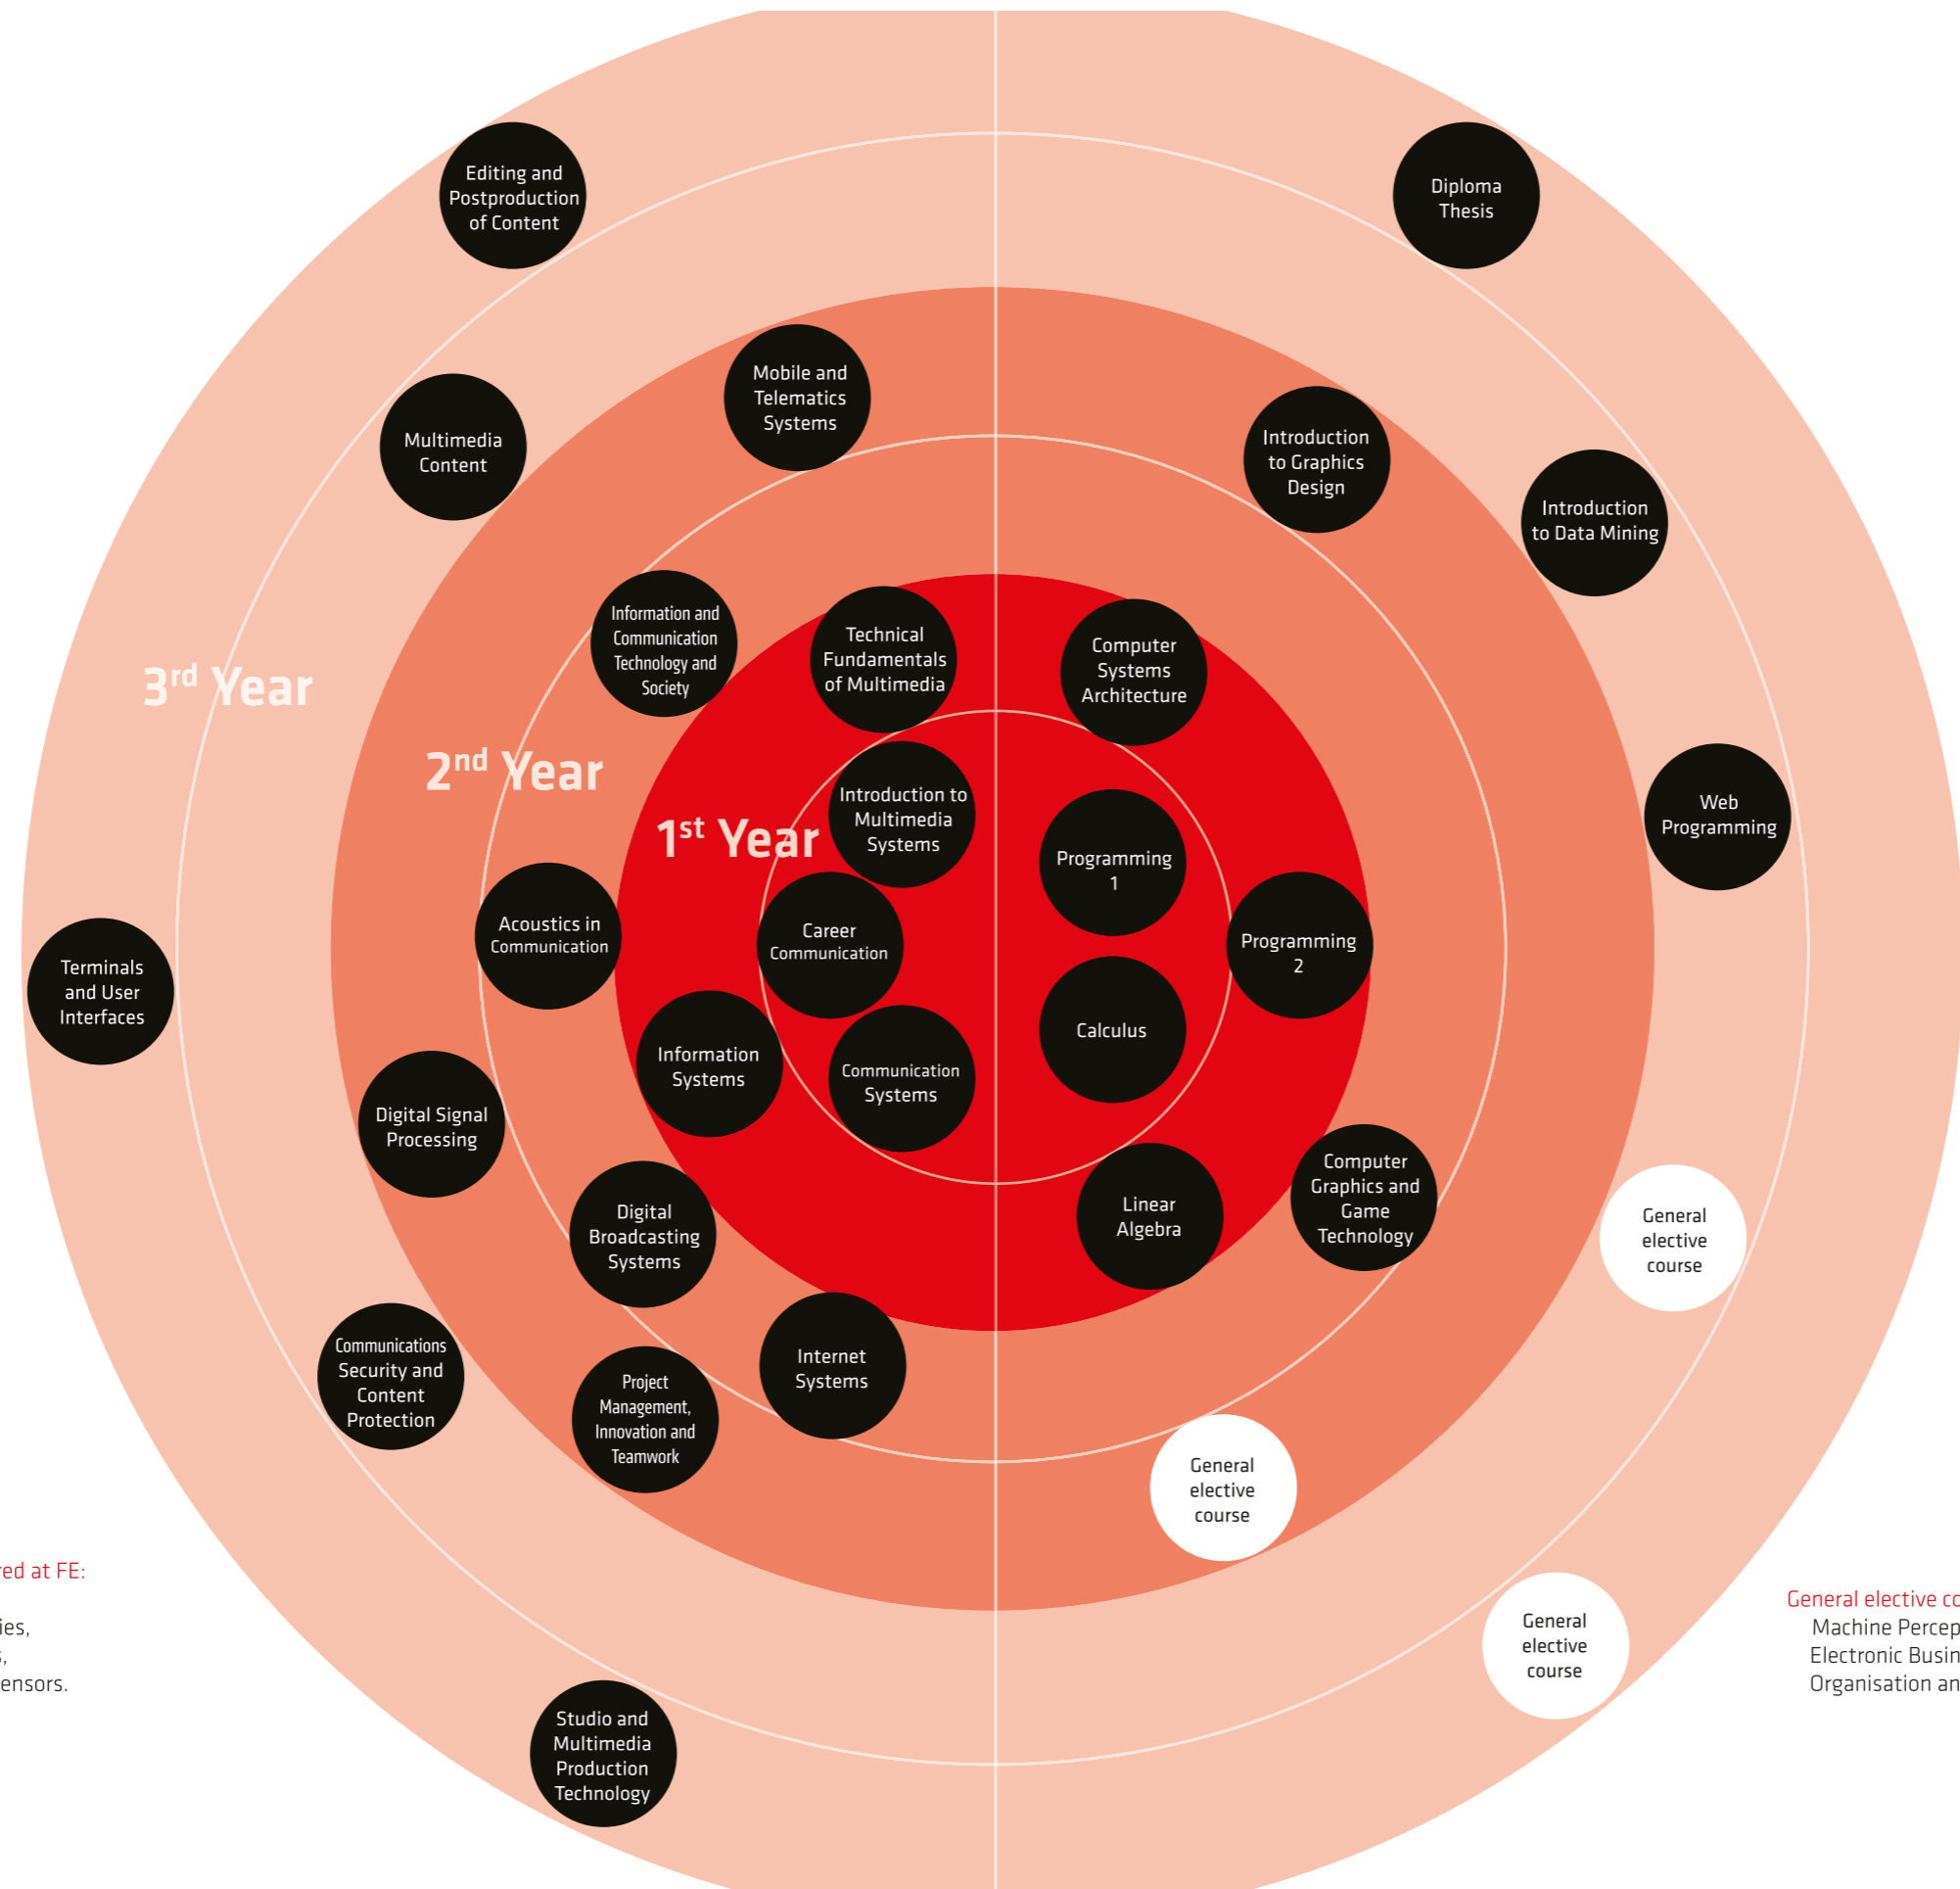 Editing and
Postproduction
of Content
Diploma
Thesis
Mobile and
Telematics
Systems
Multimedia
Content
Introduction
to Graphics
Design
Introduction
to Data Mining
Information and
Communication
Technology and
Society
Technical
Fundamentals
of Multimedia
Computer
Systems
Architecture
3rd Year
2nd Year
1st Year
Introduction to
Multimedia
Systems
Programming
1
Web
Programming
Acoustics in
Communication
Career
Communication
Programming
2
Terminals
and User
Interfaces
Calculus
Information
Systems
Communication
Systems
Digital Signal
Processing
Digital
Broadcasting
Systems
Linear
Algebra
Computer
Graphics and
Game
Technology
General
elective
course
Communications
Security and
Content
Protection
Project
Management,
Innovation and
Teamwork
Internet
Systems
General
elective
course
General
elective
course
Studio and
Multimedia
Production
Technology
red at FE:
ies,
s,
ensors.
General elective co
Machine Percep
Electronic Busin
Organisation an